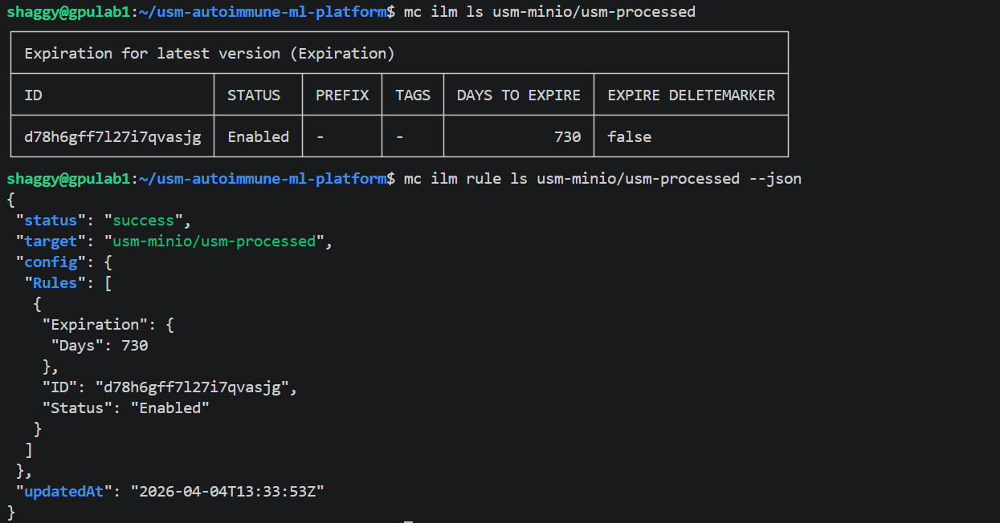 shaggy@gpulab1:~/usm-autoimmune-ml-platform$ mc ilm ls usm-minio/usm-processed
Expiration for latest version (Expiration)
ID STATUS PREFIX TAGS DAYS TO EXPIRE EXPIRE DELETEMARKER
d78h6gff7l27i7qvasjg Enabled - - 730 false
shaggy@gpulab1:~/usm-autoimmune-ml-platform$ mc ilm rule ls usm-minio/usm-processed --json
{
 "status": "success",
 "target": "usm-minio/usm-processed",
 "config": {
  "Rules": [
   {
    "Expiration": {
     "Days": 730
    },
    "ID": "d78h6gff7l27i7qvasjg",
    "Status": "Enabled"
   }
  ]
 },
 "updatedAt": "2026-04-04T13:33:53Z"
}